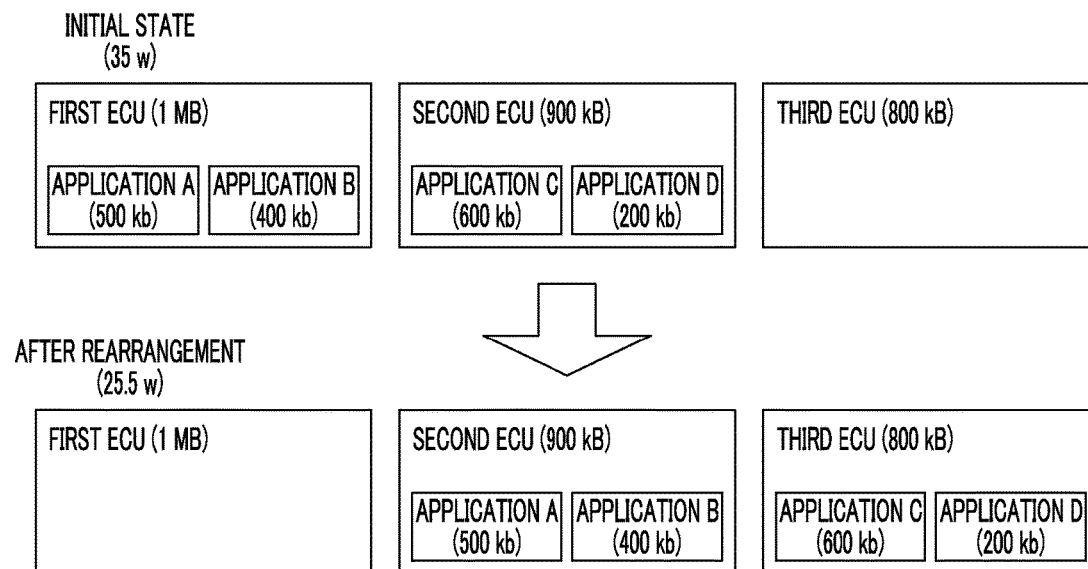 INITIAL STATE
(35 w)
FIRST ECU (1 MB)
APPLICATION A
(500 kb)
APPLICATION B
(400 kb)
SECOND ECU (900 kB)
APPLICATION C
(600 kb)
APPLICATION D
(200 kb)
THIRD ECU (800 kB)
AFTER REARRANGEMENT
(25.5 w)
FIRST ECU (1 MB)
SECOND ECU (900 kB)
APPLICATION A
(500 kb)
APPLICATION B
(400 kb)
THIRD ECU (800 kB)
APPLICATION C
(600 kb)
APPLICATION D
(200 kb)